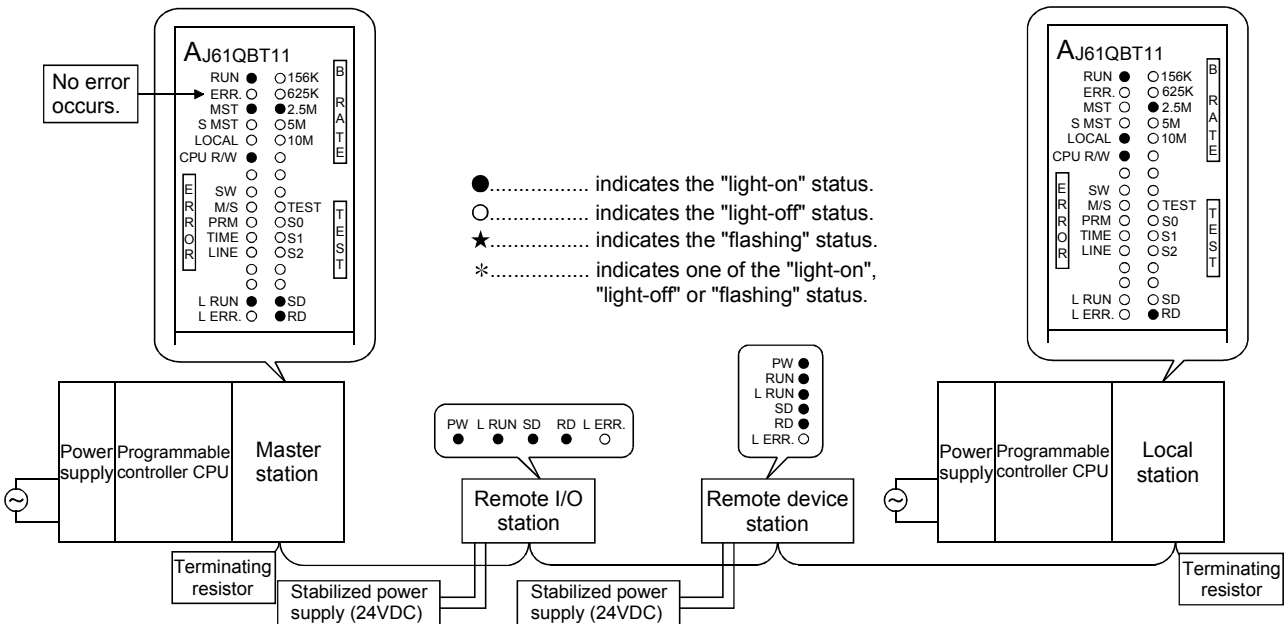 No error
occurs.
AJ61QBT11
RUN ● ○ 156K
ERR. ○ ○ 625K
MST ● ● 2.5M
S MST ○ ○ 5M
LOCAL ○ ○ 10M
CPU R/W ● ○
B RATE
ERROR
SW ○ ○
M/S ○ ○ TEST
PRM ○ ○ S0
TIME ○ ○ S1
LINE ○ ○ S2
TEST
L RUN ● ● SD
L ERR. ○ ● RD
●.................. indicates the "light-on" status.
○.................. indicates the "light-off" status.
★.................. indicates the "flashing" status.
✳.................. indicates one of the "light-on",
"light-off" or "flashing" status.
AJ61QBT11
RUN ● ○ 156K
ERR. ○ ○ 625K
MST ○ ● 2.5M
S MST ○ ○ 5M
LOCAL ● ○ 10M
CPU R/W ● ○
B RATE
ERROR
SW ○ ○
M/S ○ ○ TEST
PRM ○ ○ S0
TIME ○ ○ S1
LINE ○ ○ S2
TEST
L RUN ○ ○ SD
L ERR. ○ ● RD
Power
supply
Programmable
controller CPU
Master
station
PW L RUN SD RD L ERR.
● ● ● ● ○
Remote I/O
station
PW ●
RUN ●
L RUN ●
SD ●
RD ●
L ERR. ○
Remote device
station
Power
supply
Programmable
controller CPU
Local
station
Terminating
resistor
Stabilized power
supply (24VDC)
Stabilized power
supply (24VDC)
Terminating
resistor